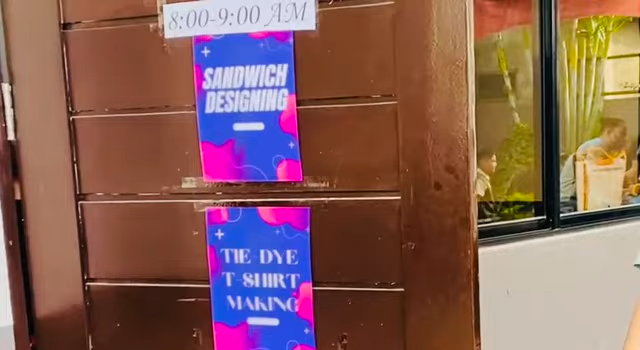 8:00-9:00 AM
SANDWICH
DESIGNING
TIE-DYE
T-SHIRT
MAKING